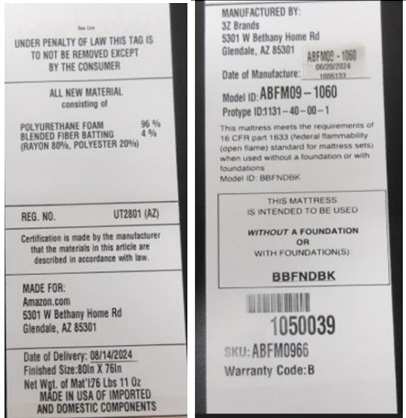 UNDER PENALTY OF LAW THIS TAG IS
TO NOT BE REMOVED EXCEPT
BY THE CONSUMER
ALL NEW MATERIAL
consisting of
POLYURETHANE FOAM 96 %
BLENDED FIBER BATTING 4 %
(RAYON 80%, POLYESTER 20%)
REG. NO. UT2801 (AZ)
Certification is made by the manufacturer
that the materials in this article are
described in accordance with law.
MADE FOR:
Amazon.com
5301 W Bethany Home Rd
Glendale, AZ 85301
Date of Delivery: 08/14/2024
Finished Size:80In X 76In
Net Wgt. of Mat'l76 Lbs 11 Oz
MADE IN USA OF IMPORTED
AND DOMESTIC COMPONENTS
MANUFACTURED BY:
3Z Brands
5301 W Bethany Home Rd
Glendale, AZ 85301
ABFM09 - 1060
06/20/2024
Date of Manufacture:
Model ID:ABFM09-1060
Protype ID:1131-40-00-1
This mattress meets the requirements of
16 CFR part 1633 (federal flammability
(open flame) standard for mattress sets)
when used without a foundation or with
foundations
Model ID: BBFNDBK
THIS MATTRESS
IS INTENDED TO BE USED
WITHOUT A FOUNDATION
OR
WITH FOUNDATION(S):
BBFNDBK
1050039
SKU:ABFM0966
Warranty Code:B